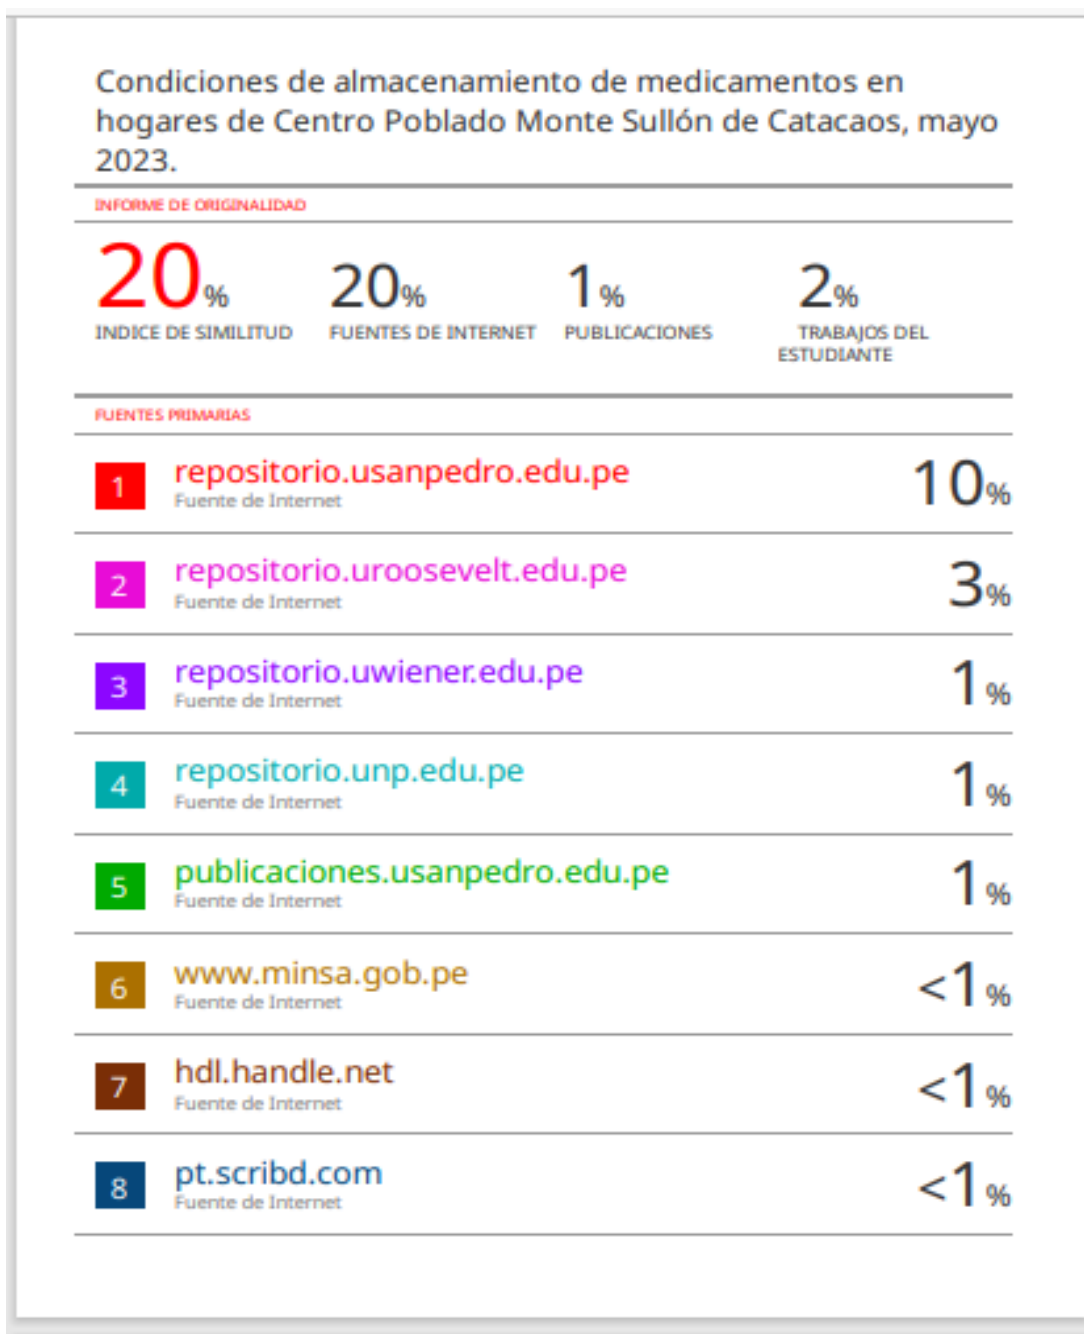 Condiciones de almacenamiento de medicamentos en
hogares de Centro Poblado Monte Sullón de Catacaos, mayo
2023.
INFORME DE ORIGINALIDAD
20% 20% 1% 2%
INDICE DE SIMILITUD FUENTES DE INTERNET PUBLICACIONES TRABAJOS DEL
ESTUDIANTE
FUENTES PRIMARIAS
1 repositorio.usanpedro.edu.pe 10%
Fuente de Internet
2 repositorio.uroosevelt.edu.pe 3%
Fuente de Internet
3 repositorio.uwiener.edu.pe 1%
Fuente de Internet
4 repositorio.unp.edu.pe 1%
Fuente de Internet
5 publicaciones.usanpedro.edu.pe 1%
Fuente de Internet
6 www.minsa.gob.pe <1%
Fuente de Internet
7 hdl.handle.net <1%
Fuente de Internet
8 pt.scribd.com <1%
Fuente de Internet